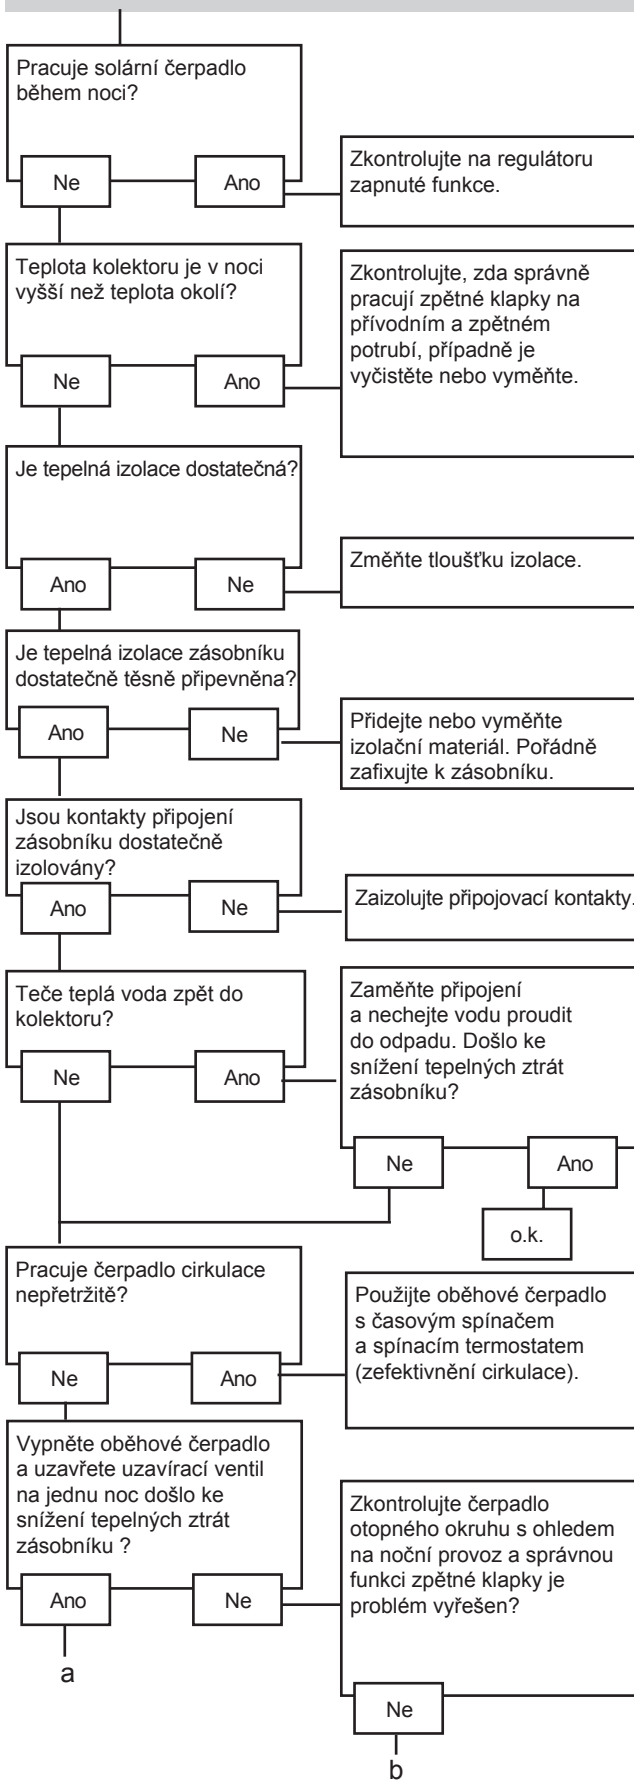 Pracuje solární čerpadlo
během noci?
Ne
Ano
Zkontrolujte na regulátoru
zapnuté funkce.
Teplota kolektoru je v noci
vyšší než teplota okolí?
Ne
Ano
Zkontrolujte, zda správně
pracují zpětné klapky na
přívodním a zpětném
potrubí, případně je
vyčistěte nebo vyměňte.
Je tepelná izolace dostatečná?
Ano
Ne
Změňte tloušťku izolace.
Je tepelná izolace zásobníku
dostatečně těsně připevněna?
Ano
Ne
Přidejte nebo vyměňte
izolační materiál. Pořádně
zafixujte k zásobníku.
Jsou kontakty připojení
zásobníku dostatečně
izolovány?
Ano
Ne
Zaizolujte připojovací kontakty.
Teče teplá voda zpět do
kolektoru?
Ne
Ano
Zaměňte připojení
a nechejte vodu proudit
do odpadu. Došlo ke
snížení tepelných ztrát
zásobníku?
Ne
Ano
o.k.
Pracuje čerpadlo cirkulace
nepřetržitě?
Ne
Ano
Použijte oběhové čerpadlo
s časovým spínačem
a spínacím termostatem
(zefektivnění cirkulace).
Vypněte oběhové čerpadlo
a uzavřete uzavírací ventil
na jednu noc došlo ke
snížení tepelných ztrát
zásobníku ?
Ano
Ne
a
Zkontrolujte čerpadlo
otopného okruhu s ohledem
na noční provoz a správnou
funkci zpětné klapky je
problém vyřešen?
Ne
b